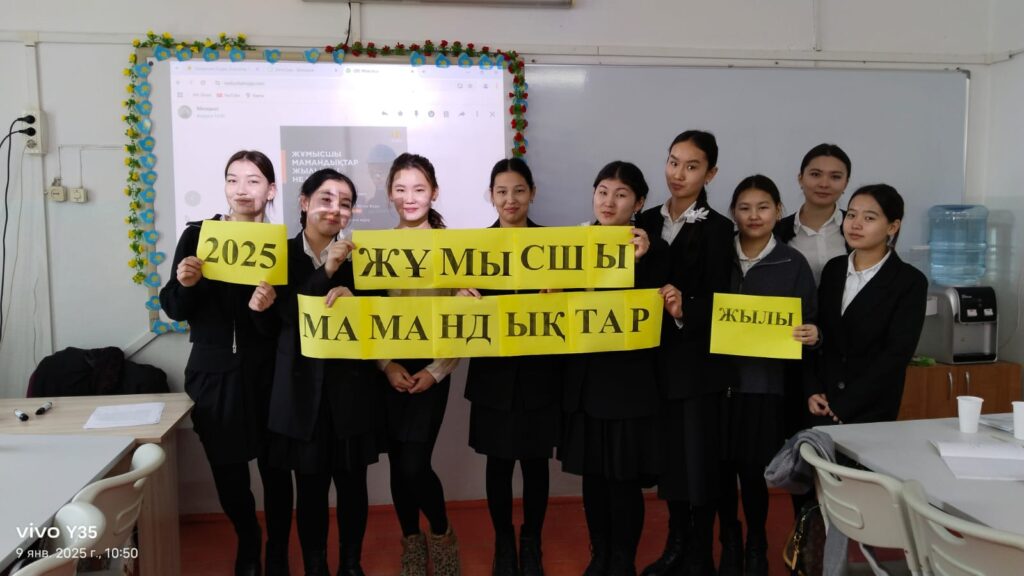 ЖҰМЫСШЫ
МАМАНДЫҚТАР
2025
ЖҰМЫСШЫ
МАМАНДЫҚТАР
ЖЫЛЫ
vivo Y35
9 янв. 2025 г., 10:50